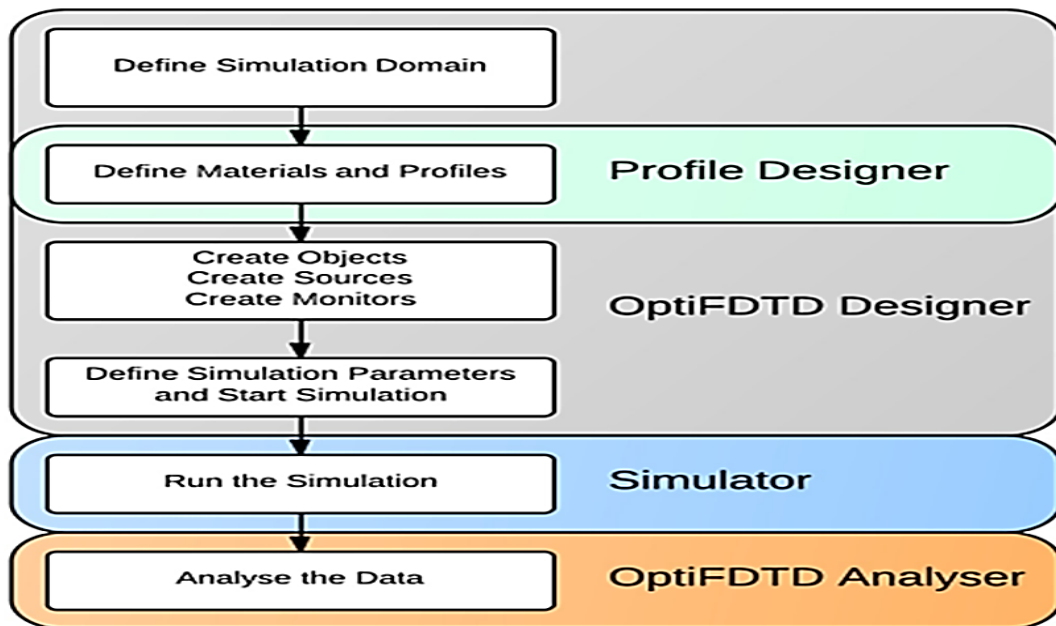 Define Simulation Domain
Define Materials and Profiles
Profile Designer
Create Objects
Create Sources
Create Monitors
OptiFDTD Designer
Define Simulation Parameters
and Start Simulation
Run the Simulation
Simulator
Analyse the Data
OptiFDTD Analyser